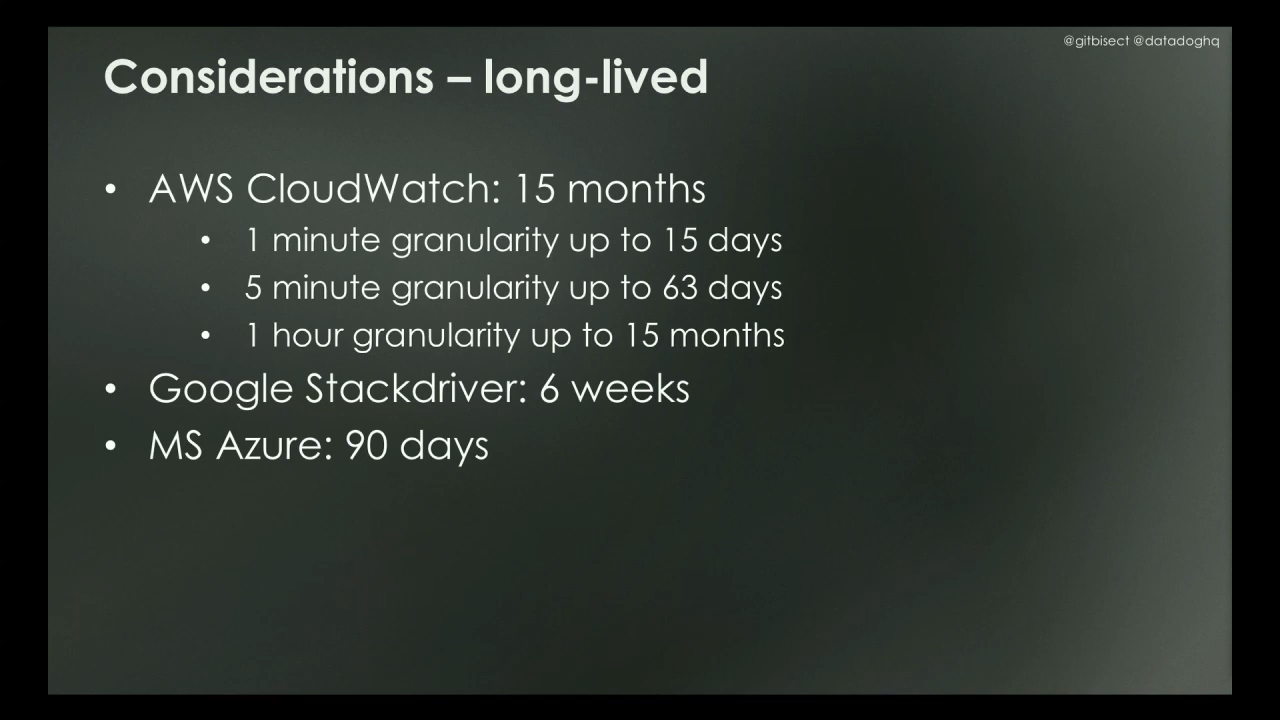 @gitbisect @datadoghq
Considerations – long-lived
• AWS CloudWatch: 15 months
• 1 minute granularity up to 15 days
• 5 minute granularity up to 63 days
• 1 hour granularity up to 15 months
• Google Stackdriver: 6 weeks
• MS Azure: 90 days